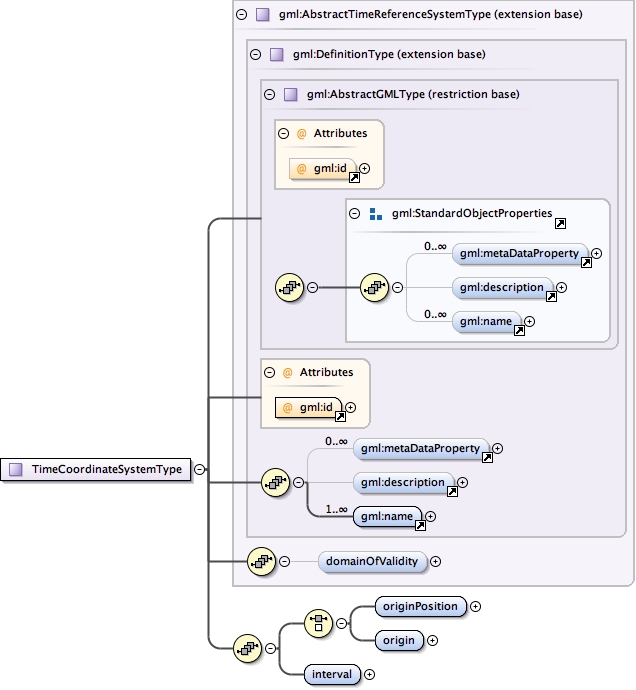 gml:AbstractTimeReferenceSystemType (extension base)
gml:DefinitionType (extension base)
gml:AbstractGMLType (restriction base)
@ Attributes
@ gml:id
gml:StandardObjectProperties
0..∞
gml:metaDataProperty
gml:description
0..∞
gml:name
@ Attributes
@ gml:id
0..∞
gml:metaDataProperty
gml:description
1..∞
gml:name
TimeCoordinateSystemType
domainOfValidity
originPosition
origin
interval